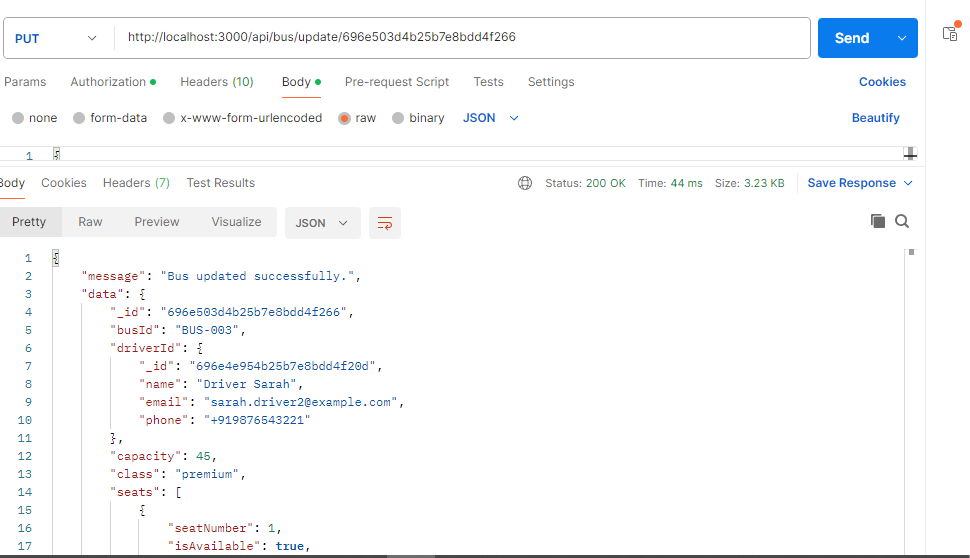 PUT http://localhost:3000/api/bus/update/696e503d4b25b7e8bdd4f266 Send
Params Authorization Headers (10) Body Pre-request Script Tests Settings Cookies
none form-data x-www-form-urlencoded raw binary JSON Beautify
1 {
Body Cookies Headers (7) Test Results Status: 200 OK Time: 44 ms Size: 3.23 KB Save Response
Pretty Raw Preview Visualize JSON
1 {
2 "message": "Bus updated successfully.",
3 "data": {
4 "_id": "696e503d4b25b7e8bdd4f266",
5 "busId": "BUS-003",
6 "driverId": {
7 "_id": "696e4e954b25b7e8bdd4f20d",
8 "name": "Driver Sarah",
9 "email": "sarah.driver2@example.com",
10 "phone": "+919876543221"
11 },
12 "capacity": 45,
13 "class": "premium",
14 "seats": [
15 {
16 "seatNumber": 1,
17 "isAvailable": true,